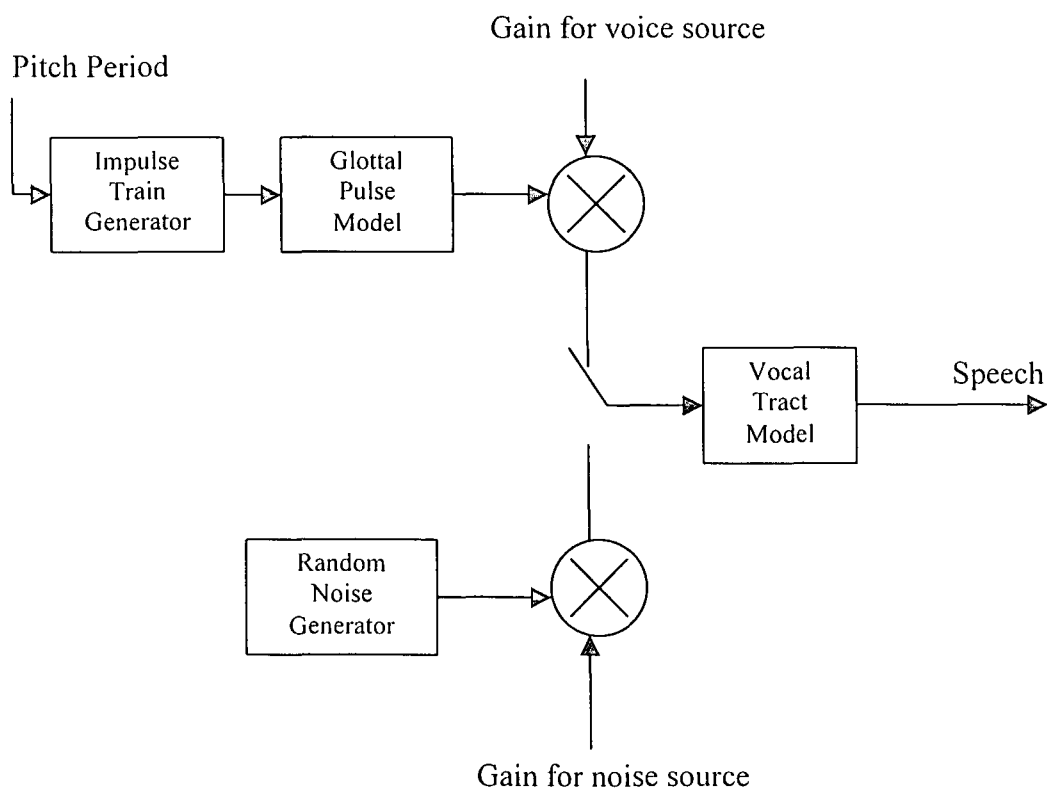 Gain for voice source
Pitch Period
Impulse
Train
Generator
Glottal
Pulse
Model
Vocal
Tract
Model
Speech
Random
Noise
Generator
Gain for noise source